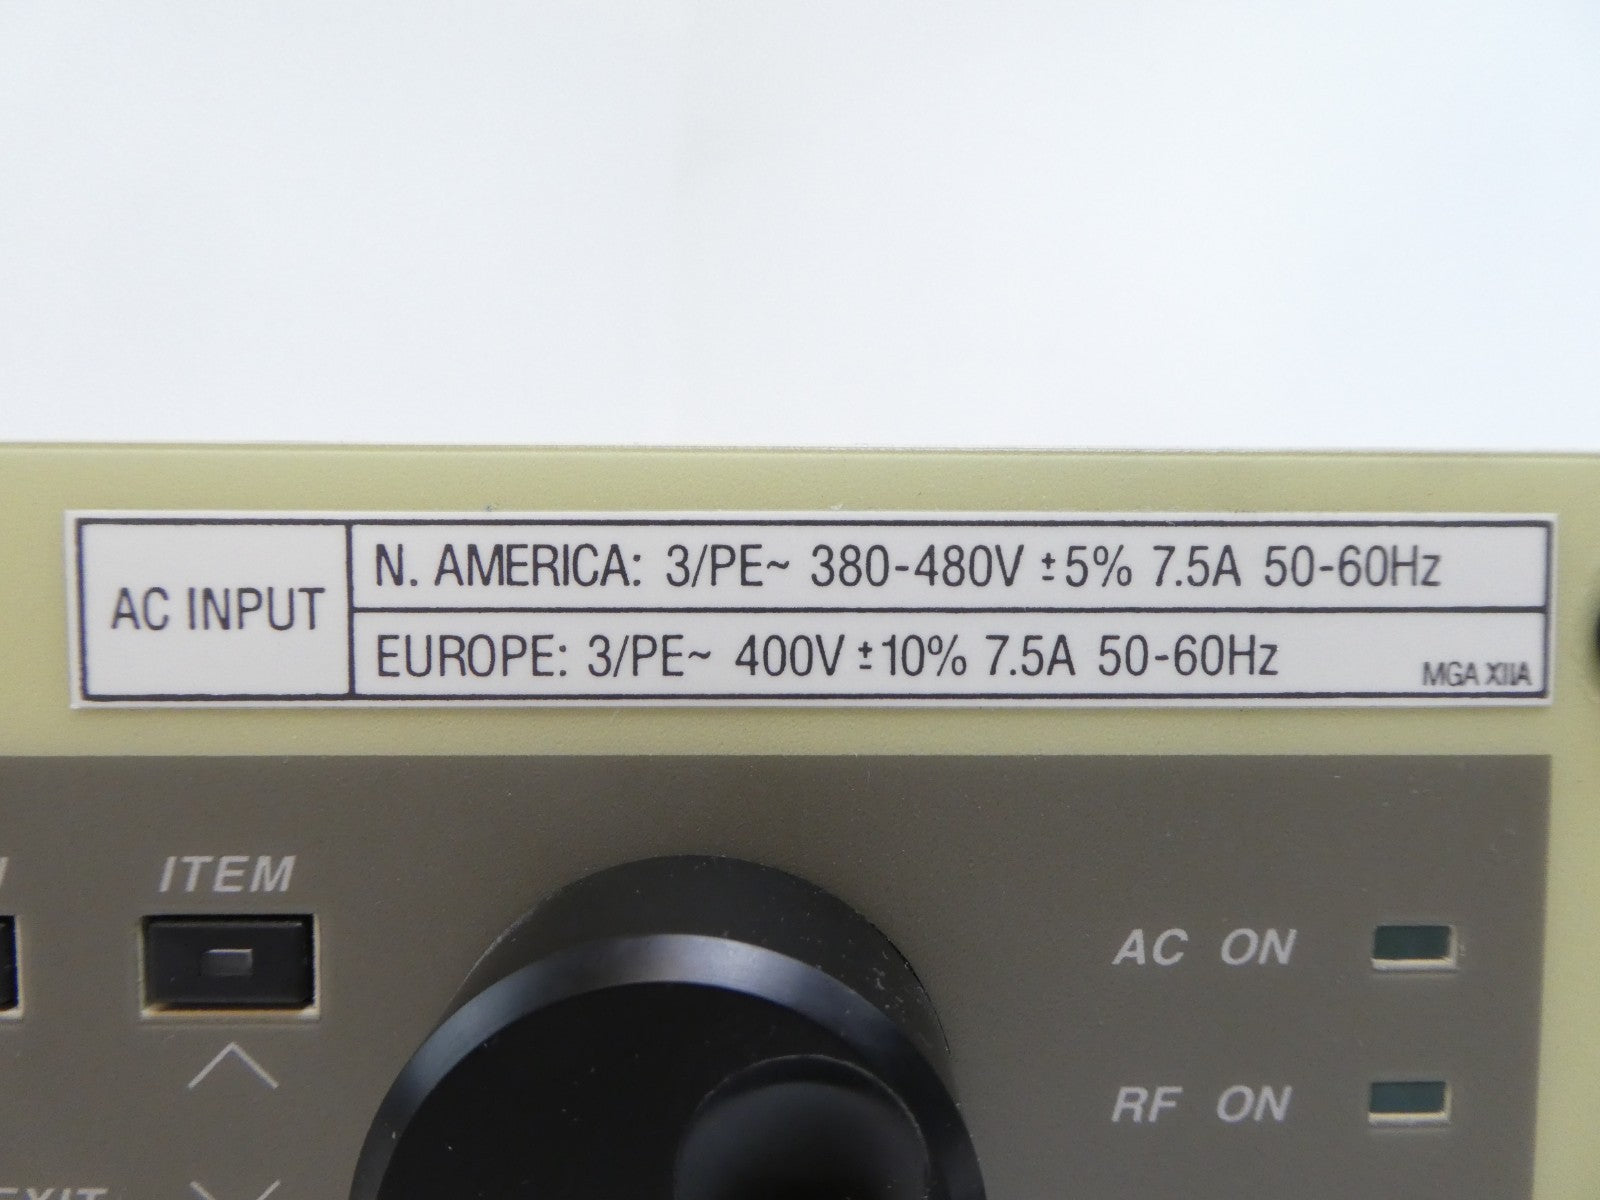 AC INPUT
N. AMERICA: 3/PE~ 380-480V ±5% 7.5A 50-60Hz
EUROPE: 3/PE~ 400V ±10% 7.5A 50-60Hz
MGA XIIA
ITEM
AC ON
RF ON
EXIT